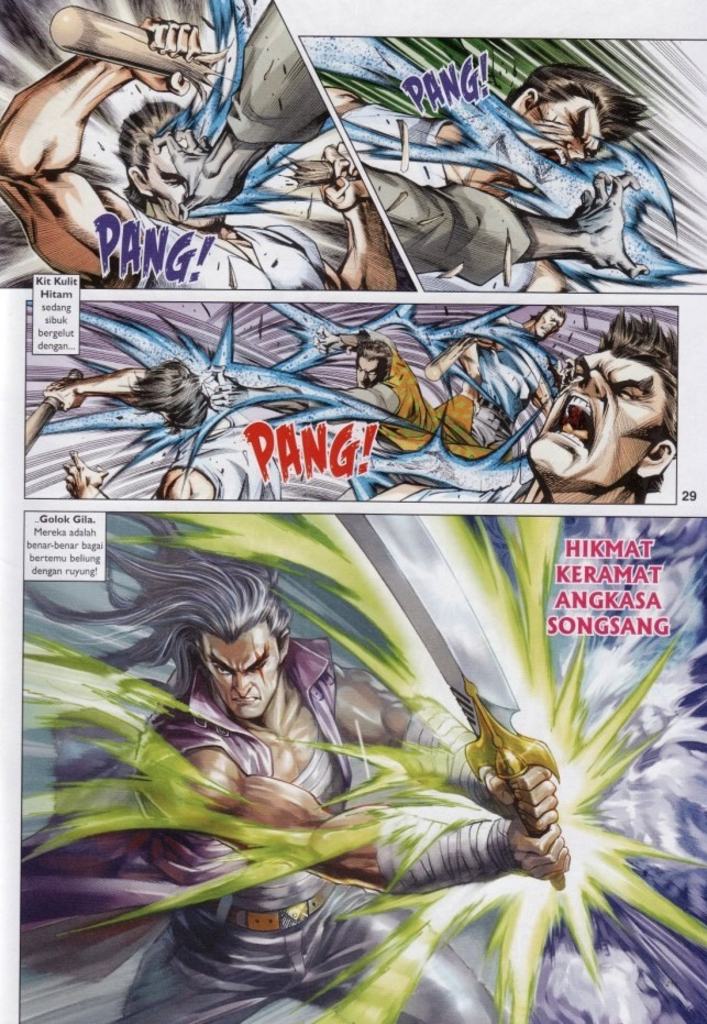 PANG!
PANG!
Kit Kulit
Hitam
sedang
sibuk
bergelut
dengan...
PANG!
29
..Golok Gila.
Mereka adalah
benar-benar bagai
bertemu beliung
dengan ruyung!
HIKMAT
KERAMAT
ANGKASA
SONGSANG